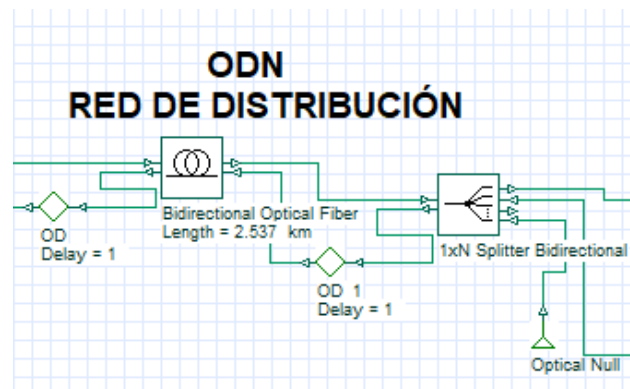 ODN
RED DE DISTRIBUCIÓN
Bidirectional Optical Fiber
Length = 2.537 km
OD
Delay = 1
1xN Splitter Bidirectional
OD 1
Delay = 1
Optical Null